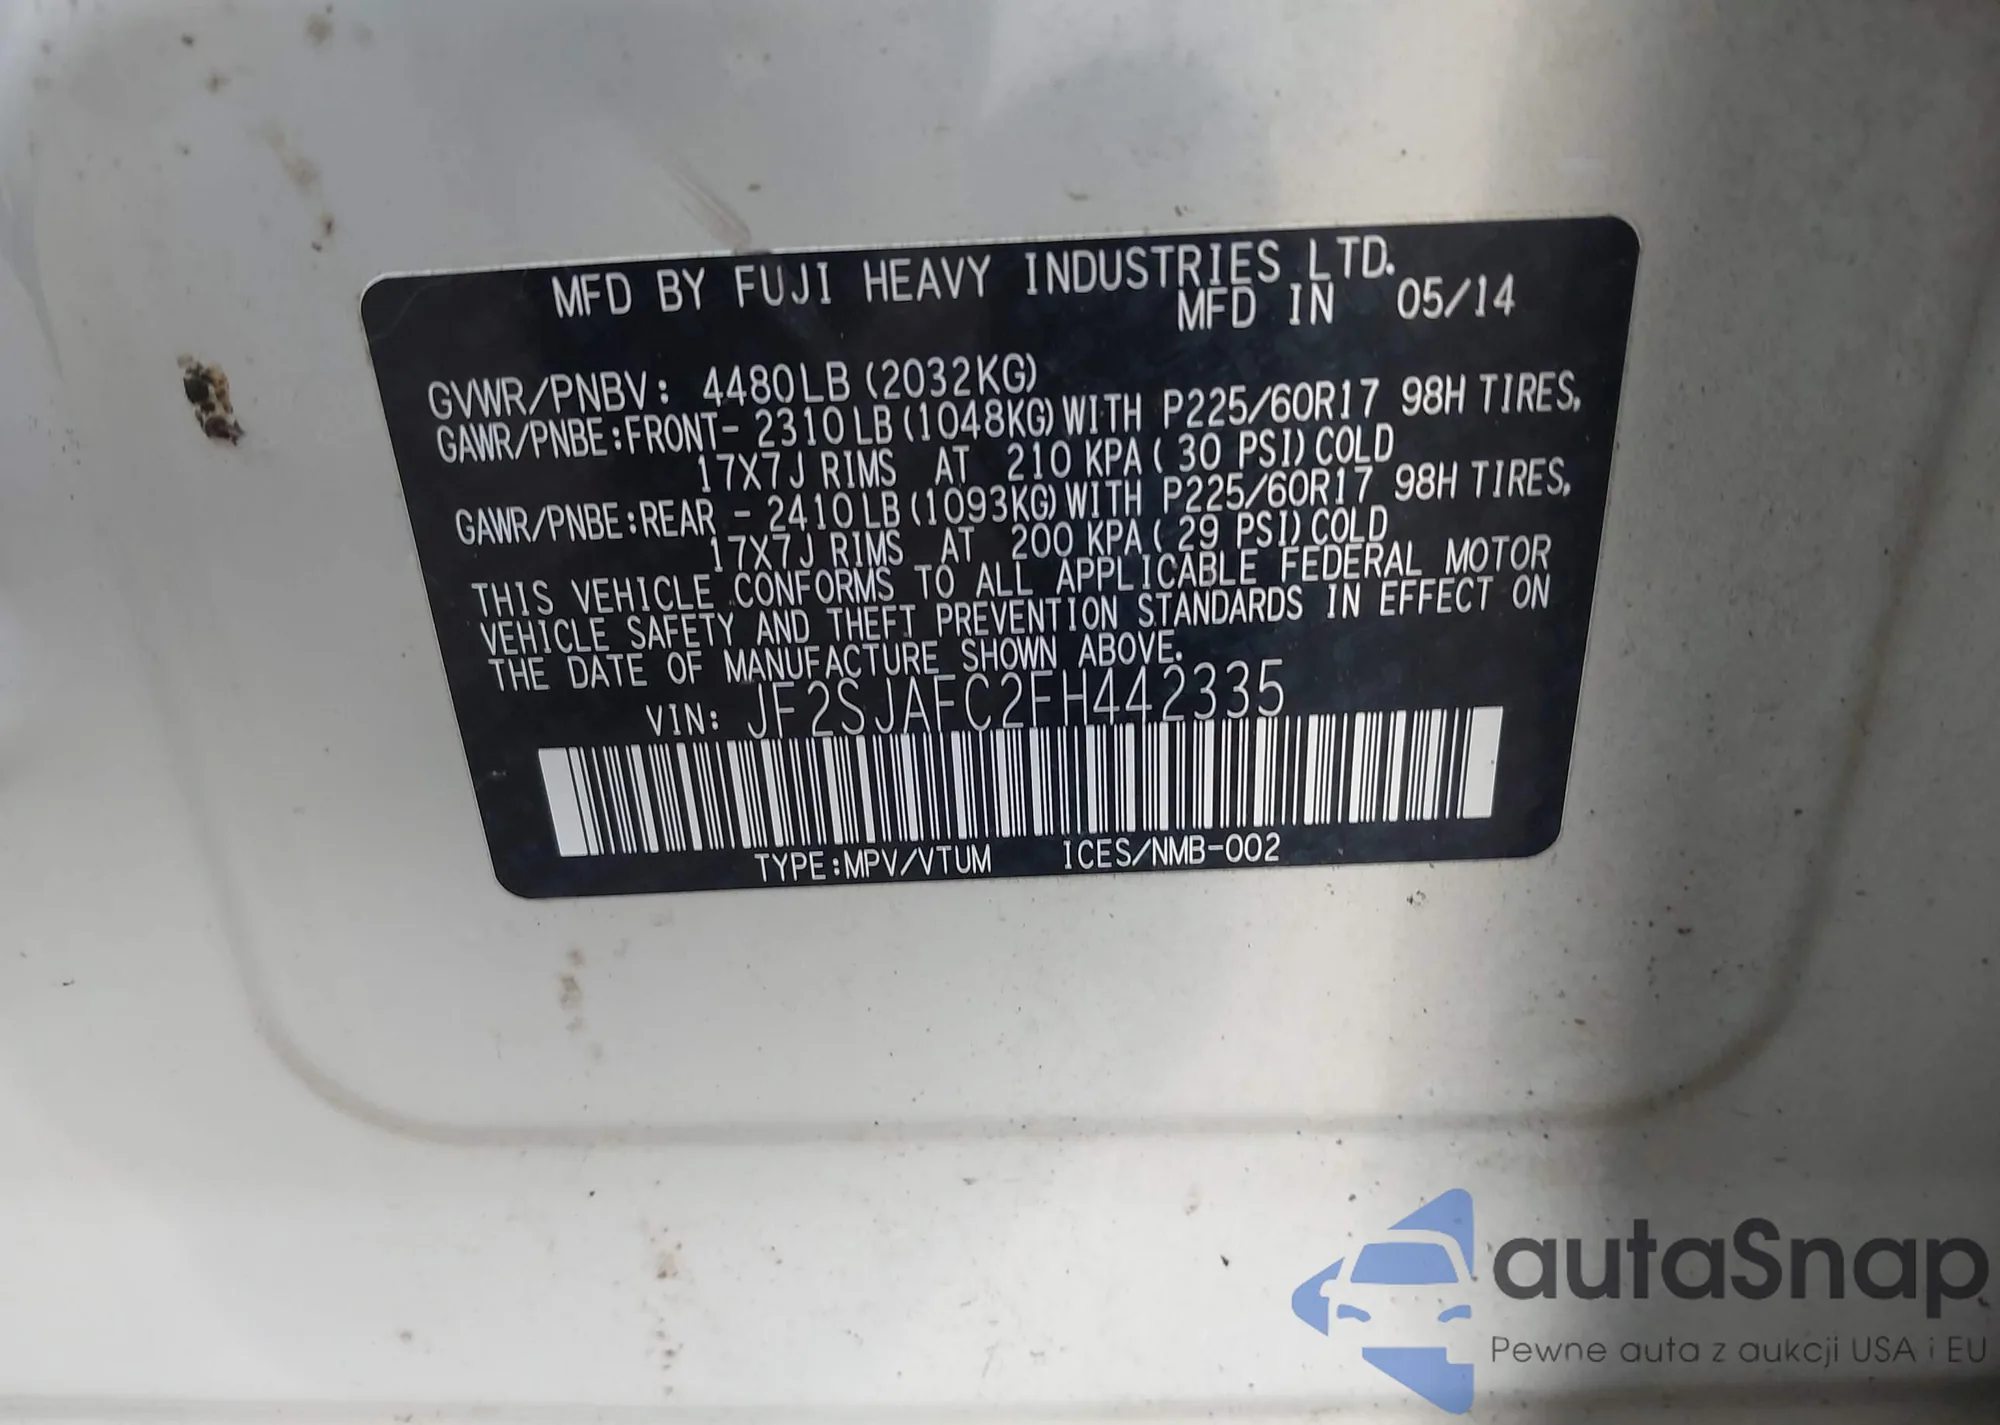 MFD BY FUJI HEAVY INDUSTRIES LTD.
MFD IN 05/14
GVWR/PNBV: 4480LB (2032KG)
GAWR/PNBE:FRONT- 2310LB(1048KG)WITH P225/60R17 98H TIRES,
17X7J RIMS AT 210 KPA( 30 PSI)COLD
GAWR/PNBE:REAR - 2410LB(1093KG)WITH P225/60R17 98H TIRES,
17X7J RIMS AT 200 KPA( 29 PSI)COLD
THIS VEHICLE CONFORMS TO ALL APPLICABLE FEDERAL MOTOR
VEHICLE SAFETY AND THEFT PREVENTION STANDARDS IN EFFECT ON
THE DATE OF MANUFACTURE SHOWN ABOVE.
VIN: JF2SJAFC2FH442335
TYPE:MPV/VTUM ICES/NMB-002
autaSnap
Pewne auta z aukcji USA i EU